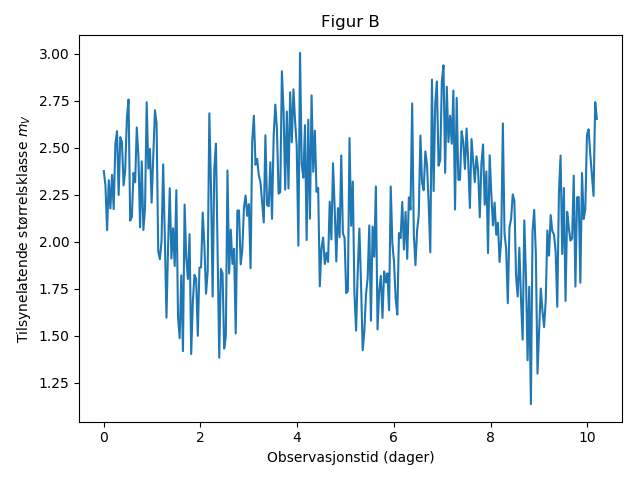 Figur B
3.00
2.75
2.50
2.25
2.00
1.75
1.50
1.25
Tilsynelatende størrelsklasse $m_V$
0 2 4 6 8 10
Observasjonstid (dager)